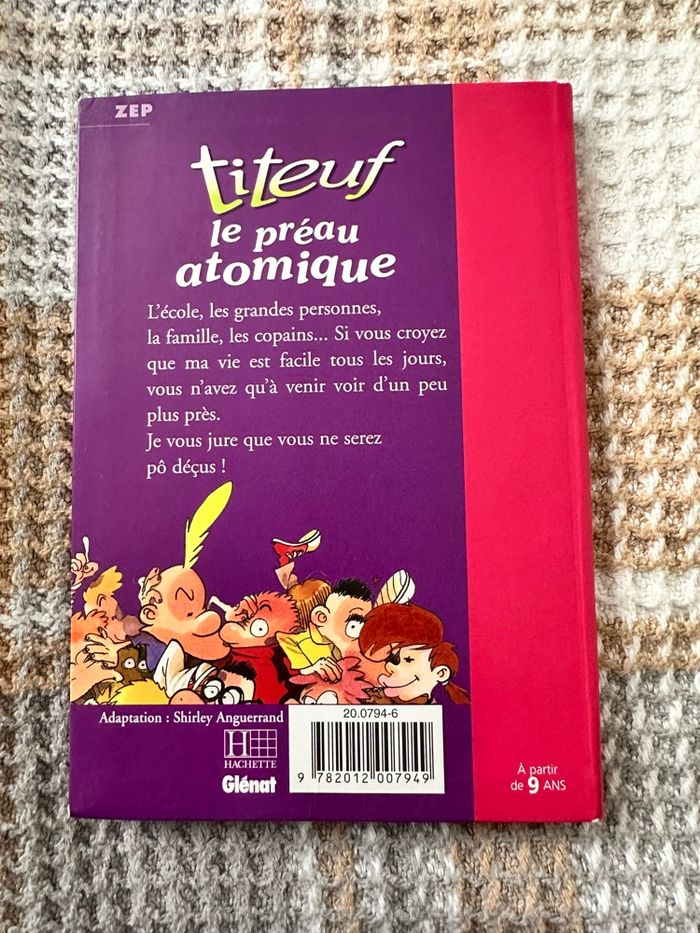 ZEP
titeuf
le préau
atomique
L'école, les grandes personnes,
la famille, les copains... Si vous croyez
que ma vie est facile tous les jours,
vous n'avez qu'à venir voir d'un peu
plus près.
Je vous jure que vous ne serez
pô déçus !
Adaptation : Shirley Anguerrand
H
HACHETTE
Glénat
20.0794-6
9 782012 007949
À partir
de 9 ANS